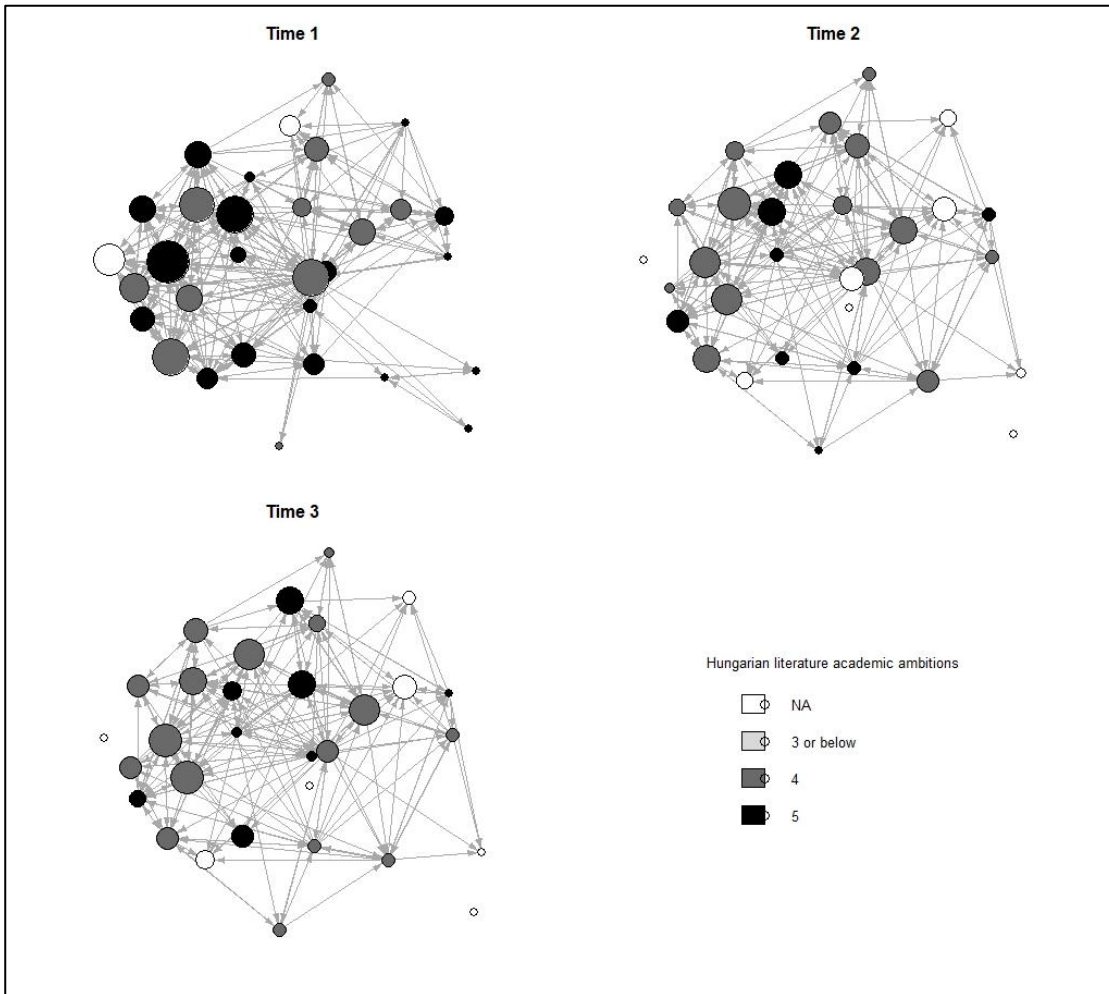 Time 1
Time 2
Time 3
Hungarian literature academic ambitions
NA
3 or below
4
5